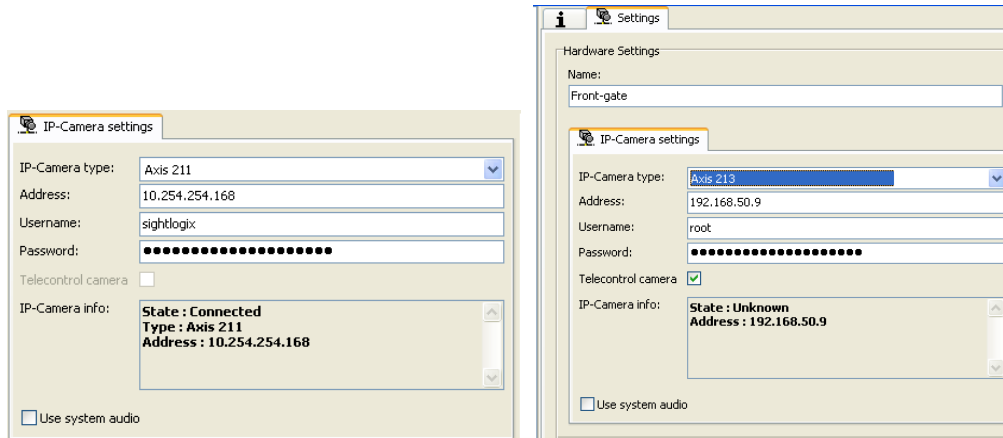 IP-Camera settings
IP-Camera type: Axis 211
Address: 10.254.254.168
Username: sightlogix
Password: ●●●●●●●●●●●●●●●●●●●●
Telecontrol camera
IP-Camera info: State : Connected
Type : Axis 211
Address : 10.254.254.168
Use system audio
i Settings
Hardware Settings
Name:
Front-gate
IP-Camera settings
IP-Camera type: Axis 213
Address: 192.168.50.9
Username: root
Password: ●●●●●●●●●●●●●●●●●●●●
Telecontrol camera
IP-Camera info: State : Unknown
Address : 192.168.50.9
Use system audio